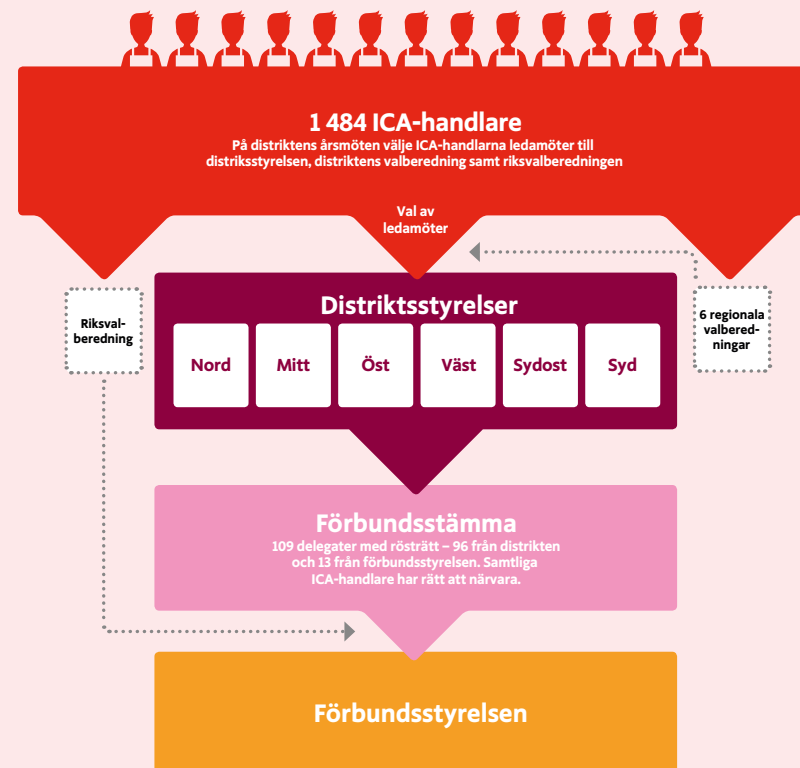 1 484 ICA-handlare
På distriktens årsmöten välje ICA-handlarna ledamöter till
distriksstyrelsen, distriktens valberedning samt riksvalberedningen
Val av
ledamöter
Riksval-
beredning
6 regionala
valbered-
ningar
Distriktsstyrelser
Nord
Mitt
Öst
Väst
Sydost
Syd
Förbundsstämma
109 delegater med rösträtt – 96 från distrikten
och 13 från förbundsstyrelsen. Samtliga
ICA-handlare har rätt att närvara.
Förbundsstyrelsen